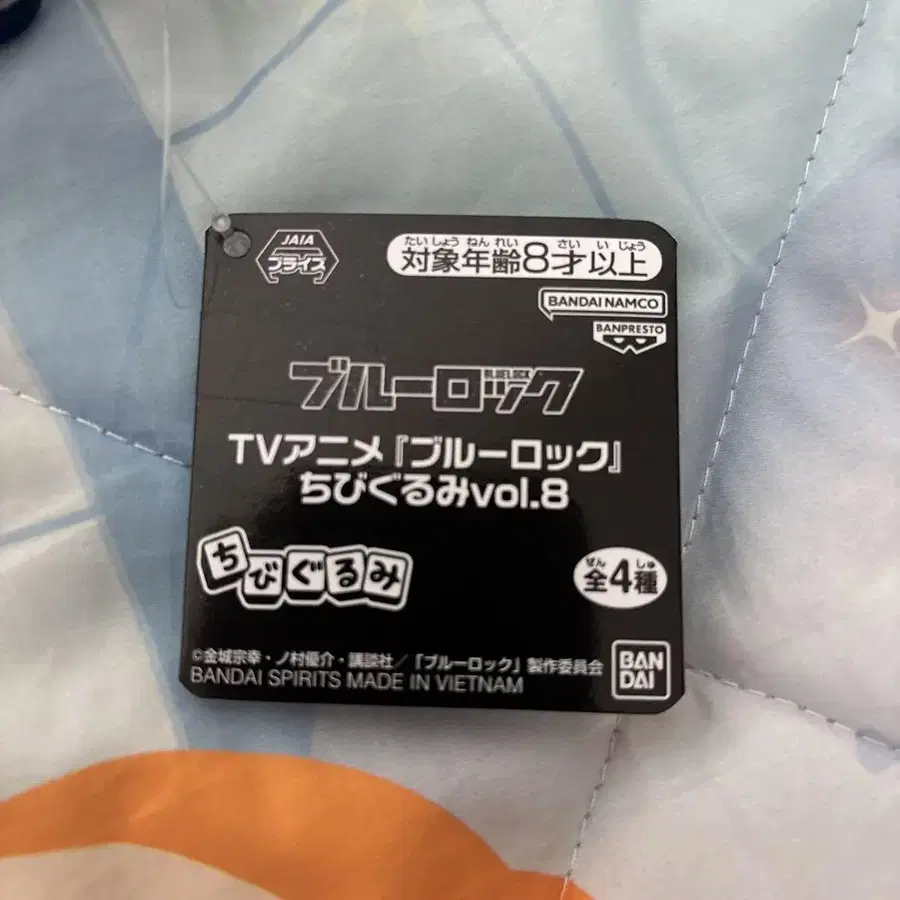 JAIA
プライズ
たいしょうねんれい さいいじょう
対象年齢8才以上
BANDAI NAMCO
BANPRESTO
BLUELOCK
ブルーロック
TVアニメ『ブルーロック』
ちびぐるみvol.8
ちびぐるみ
ぜん しゅ
全4種
©金城宗幸・ノ村優介・講談社/「ブルーロック」製作委員会
BANDAI SPIRITS MADE IN VIETNAM
BAN
DAI